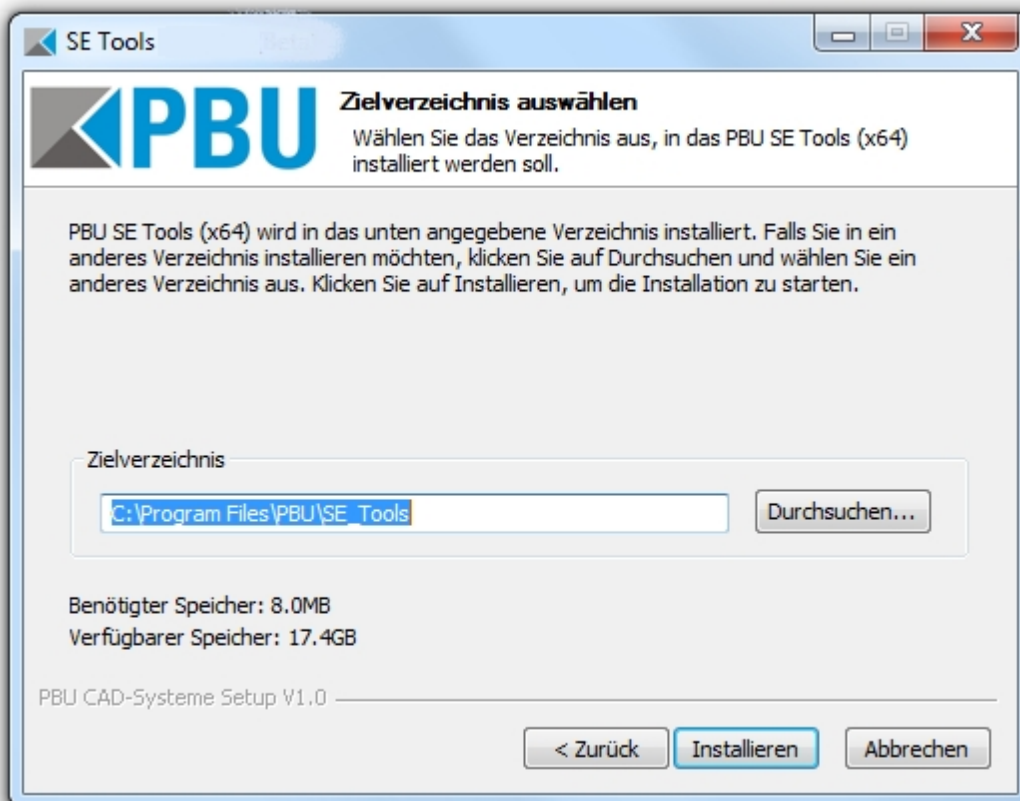 SE Tools
PBU
Zielverzeichnis auswählen
Wählen Sie das Verzeichnis aus, in das PBU SE Tools (x64)
installiert werden soll.
PBU SE Tools (x64) wird in das unten angegebene Verzeichnis installiert. Falls Sie in ein
anderes Verzeichnis installieren möchten, klicken Sie auf Durchsuchen und wählen Sie ein
anderes Verzeichnis aus. Klicken Sie auf Installieren, um die Installation zu starten.
Zielverzeichnis
C:\Program Files\PBU\SE_Tools
Durchsuchen...
Benötigter Speicher: 8.0MB
Verfügbarer Speicher: 17.4GB
PBU CAD-Systeme Setup V1.0
< Zurück
Installieren
Abbrechen